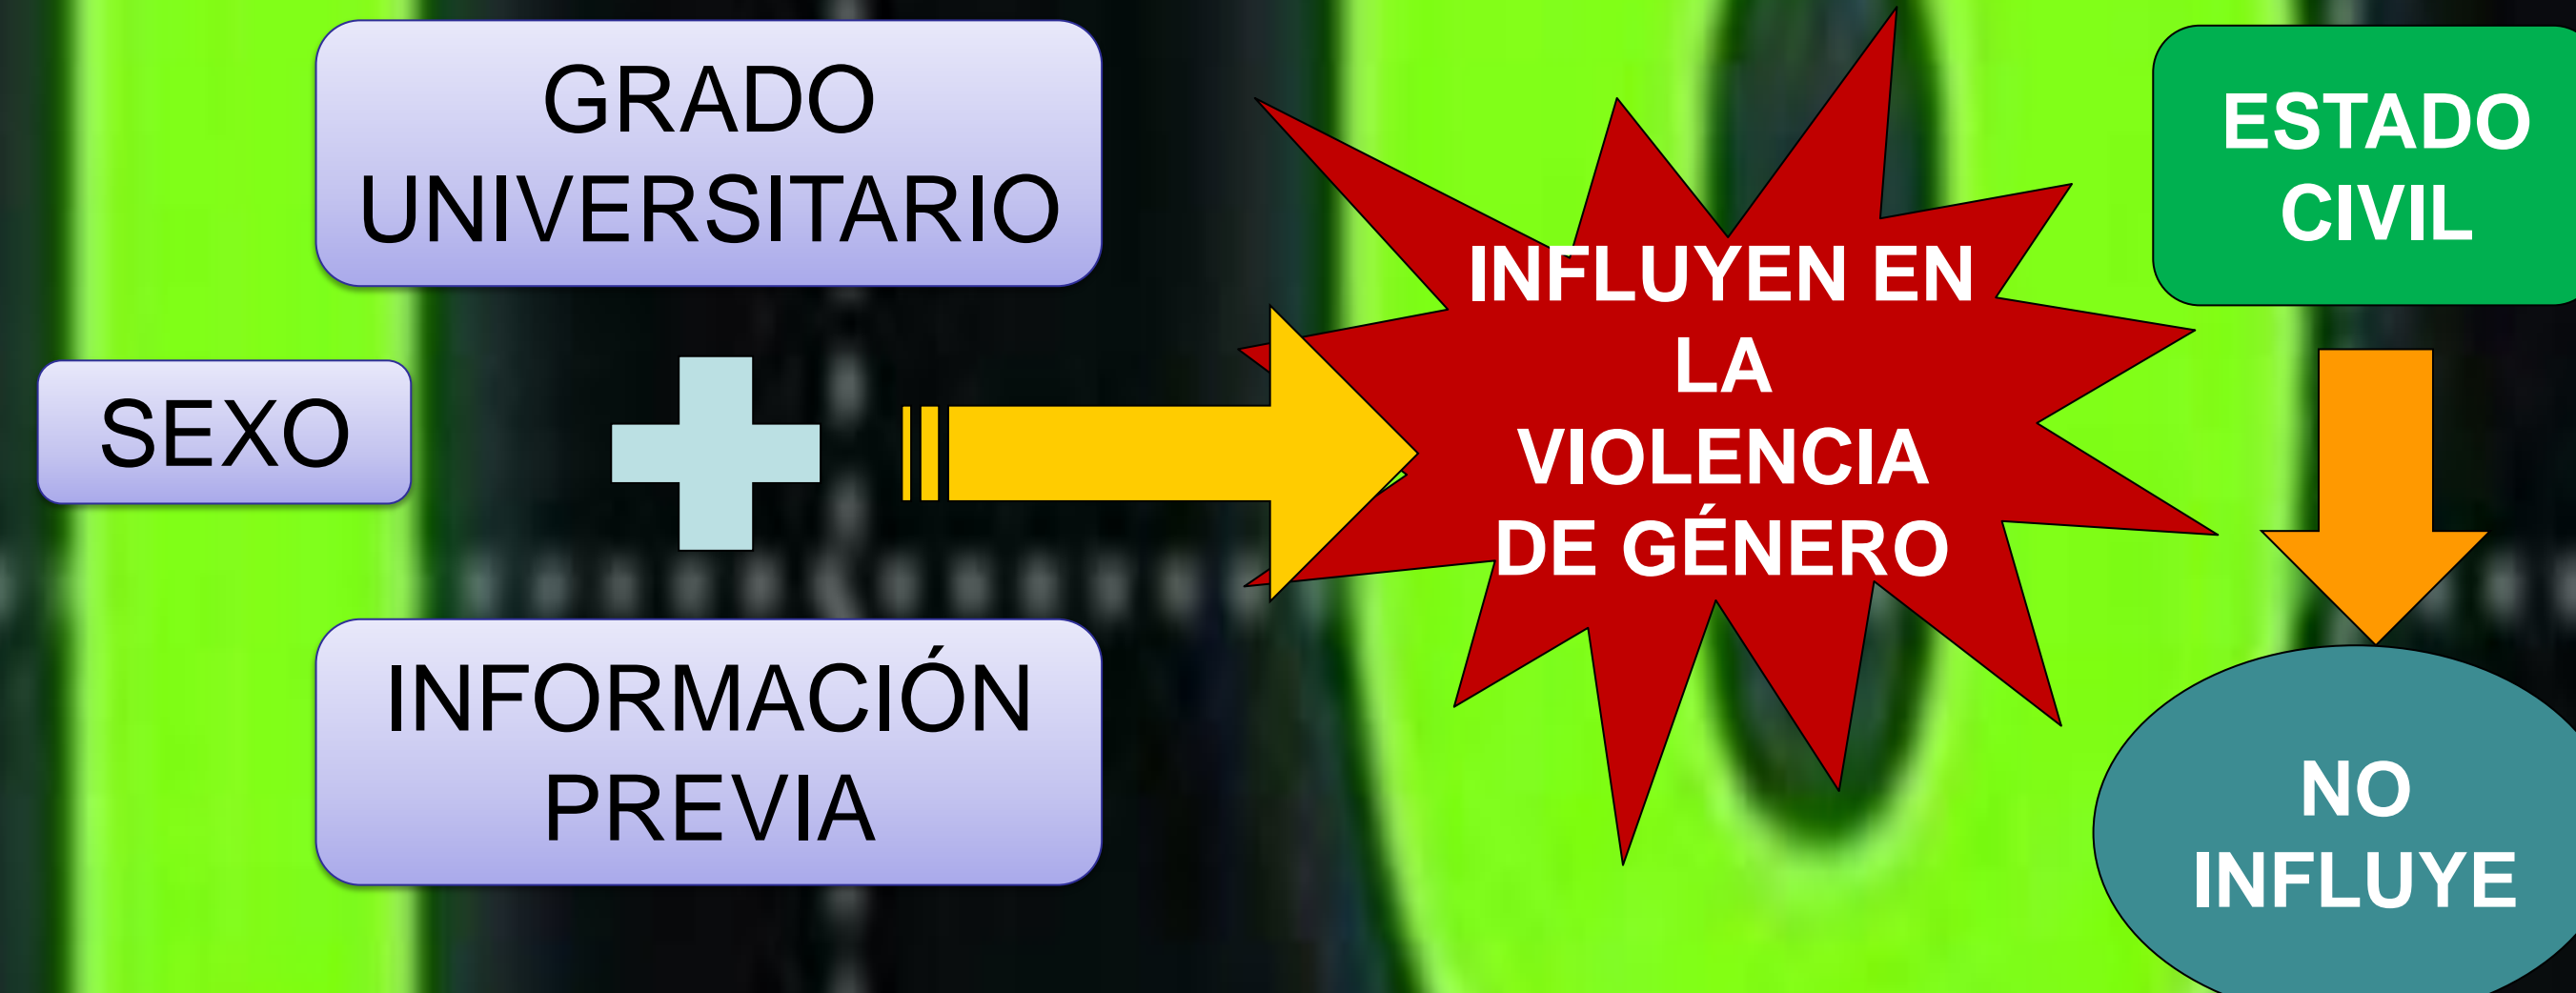 GRADO
UNIVERSITARIO
SEXO
INFORMACIÓN
PREVIA
INFLUYEN EN
LA
VIOLENCIA
DE GÉNERO
ESTADO
CIVIL
NO
INFLUYE